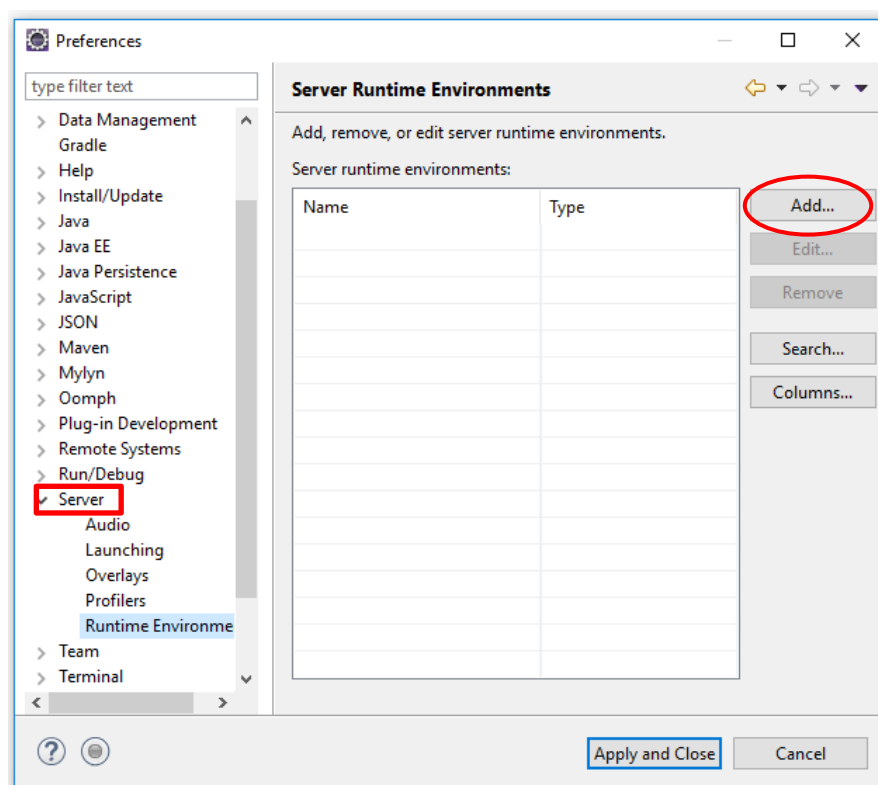 Preferences
type filter text
Server Runtime Environments
Data Management
Gradle
Help
Install/Update
Java
Java EE
Java Persistence
JavaScript
JSON
Maven
Mylyn
Oomph
Plug-in Development
Remote Systems
Run/Debug
Server
Audio
Launching
Overlays
Profilers
Runtime Environme
Team
Terminal
Add, remove, or edit server runtime environments.
Server runtime environments:
Name Type
Add...
Edit...
Remove
Search...
Columns...
Apply and Close Cancel